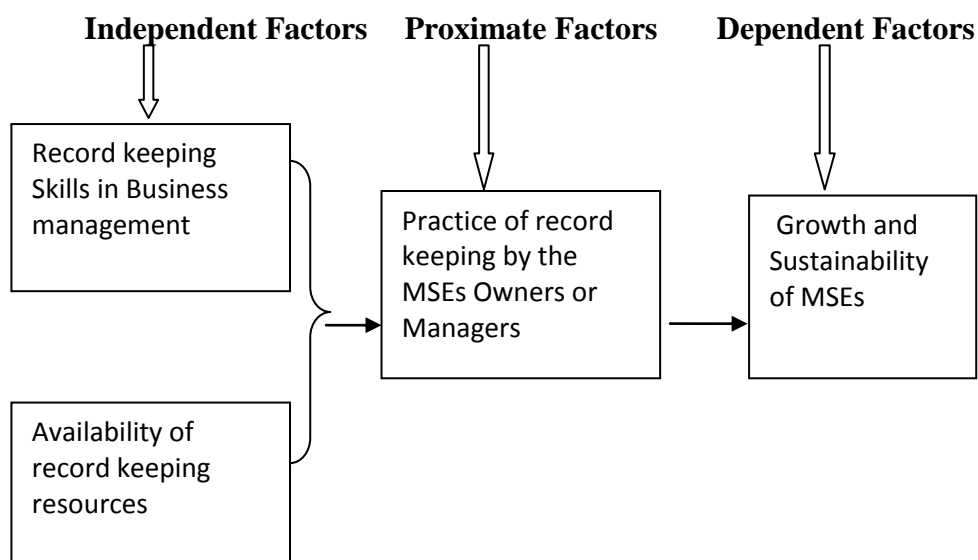 Independent Factors
Proximate Factors
Dependent Factors
Record keeping
Skills in Business
management
Practice of record
keeping by the
MSEs Owners or
Managers
Growth and
Sustainability
of MSEs
Availability of
record keeping
resources